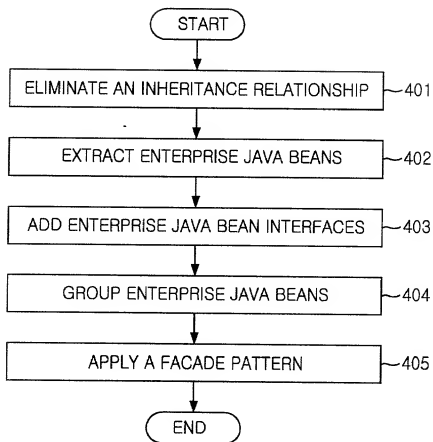 START
ELIMINATE AN INHERITANCE RELATIONSHIP 401
EXTRACT ENTERPRISE JAVA BEANS 402
ADD ENTERPRISE JAVA BEAN INTERFACES 403
GROUP ENTERPRISE JAVA BEANS 404
APPLY A FACADE PATTERN 405
END